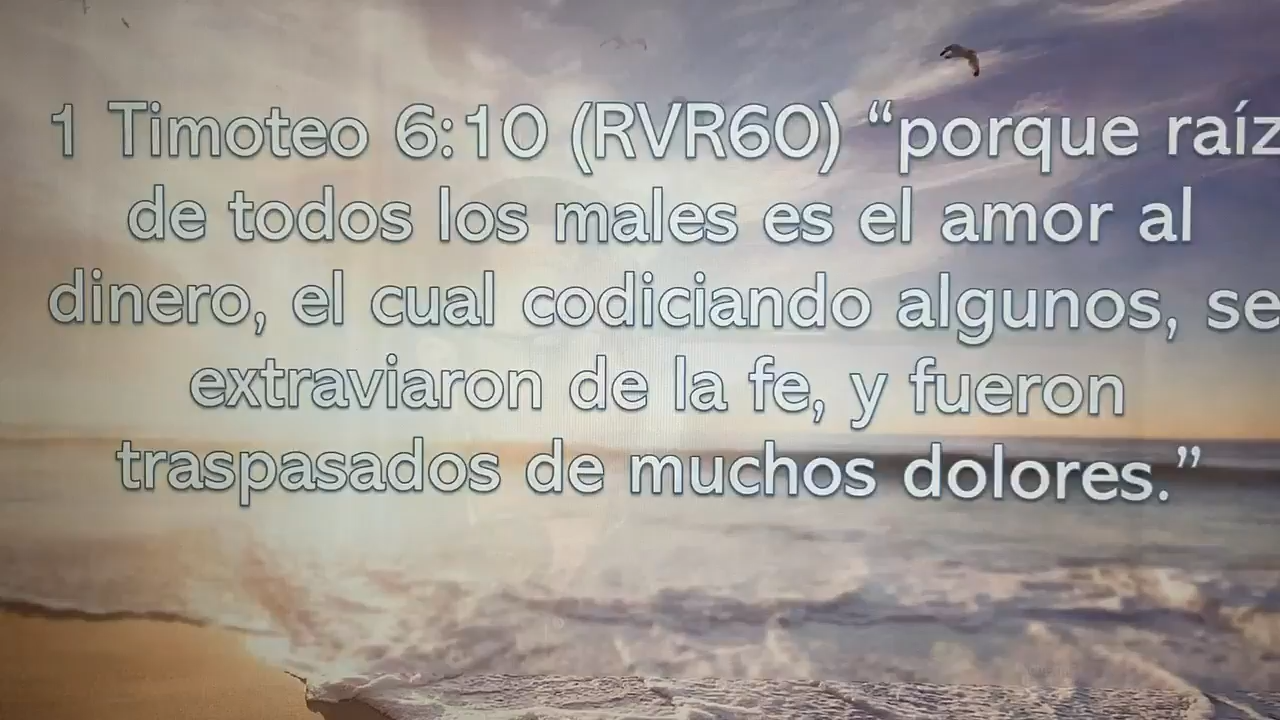 1 Timoteo 6:10 (RVR60) “porque raíz
de todos los males es el amor al
dinero, el cual codiciando algunos, se
extraviaron de la fe, y fueron
traspasados de muchos dolores.”